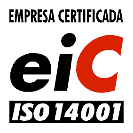 EMPRESA CERTIFICADA
eiC
ISO 14001